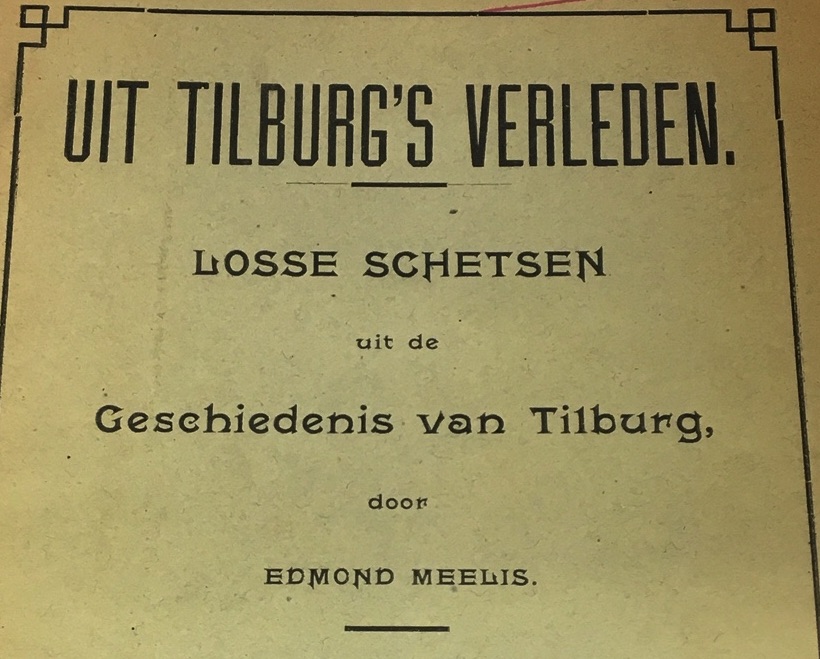 UIT TILBURG'S VERLEDEN.
LOSSE SCHETSEN
uit de
Geschiedenis van Tilburg,
door
EDMOND MEELIS.